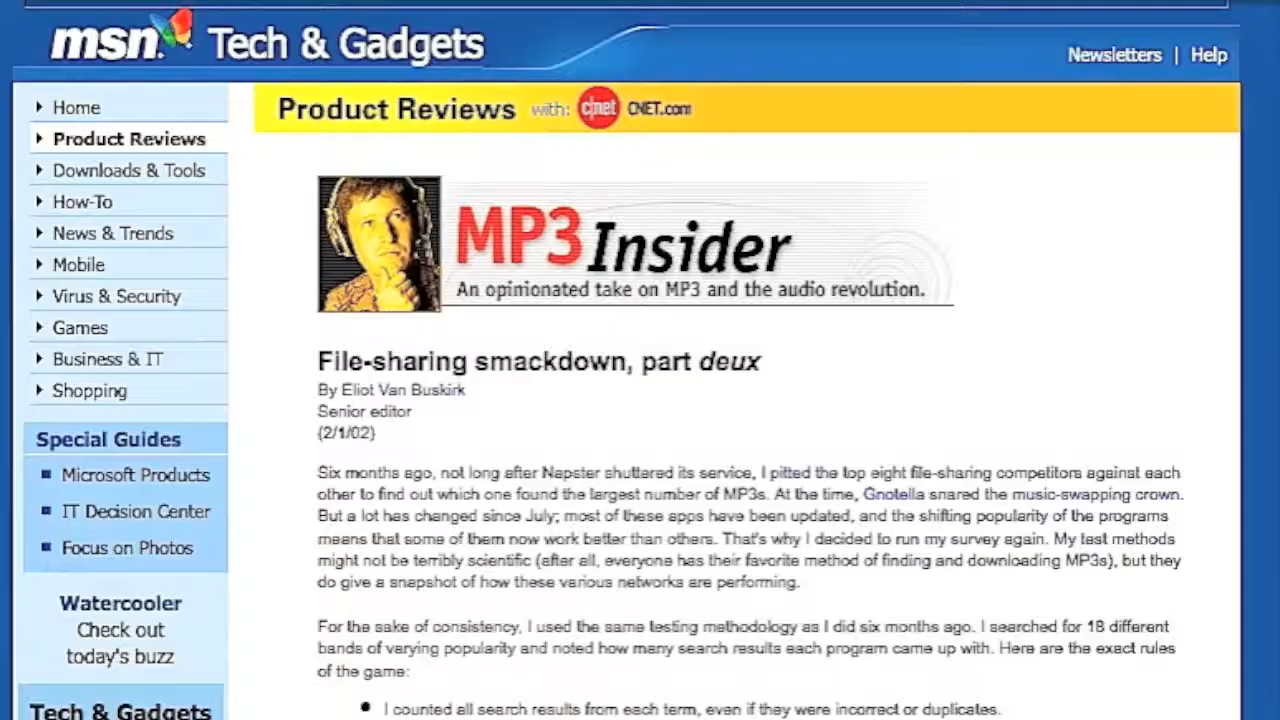 msn Tech & Gadgets
Newsletters | Help
Home
Product Reviews
Downloads & Tools
How-To
News & Trends
Mobile
Virus & Security
Games
Business & IT
Shopping
Special Guides
Microsoft Products
IT Decision Center
Focus on Photos
Watercooler
Check out
today's buzz
Tech & Gadgets
Product Reviews with: c|net CNET.com
MP3 Insider
An opinionated take on MP3 and the audio revolution.
File-sharing smackdown, part deux
By Eliot Van Buskirk
Senior editor
(2/1/02)
Six months ago, not long after Napster shuttered its service, I pitted the top eight file-sharing competitors against each
other to find out which one found the largest number of MP3s. At the time, Gnotella snared the music-swapping crown.
But a lot has changed since July; most of these apps have been updated, and the shifting popularity of the programs
means that some of them now work better than others. That's why I decided to run my survey again. My test methods
might not be terribly scientific (after all, everyone has their favorite method of finding and downloading MP3s), but they
do give a snapshot of how these various networks are performing.
For the sake of consistency, I used the same testing methodology as I did six months ago. I searched for 18 different
bands of varying popularity and noted how many search results each program came up with. Here are the exact rules
of the game:
• I counted all search results from each term, even if they were incorrect or duplicates.